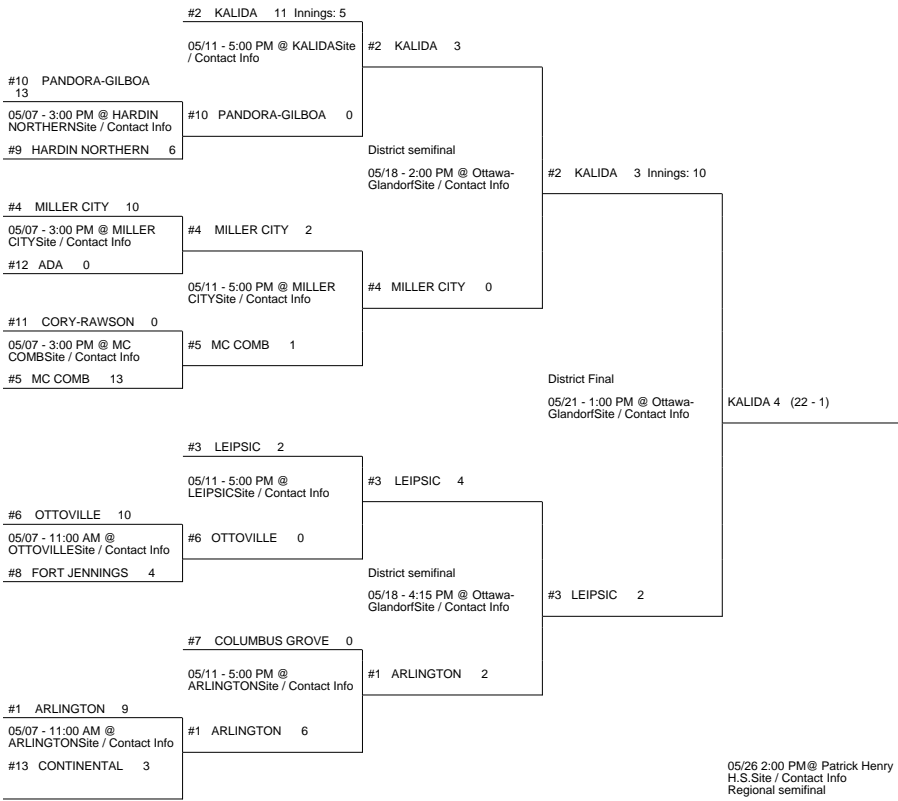 #2 KALIDA 11 Innings: 5
05/11 - 5:00 PM @ KALIDASite
/ Contact Info
#2 KALIDA 3
#10 PANDORA-GILBOA
13
05/07 - 3:00 PM @ HARDIN
NORTHERNSite / Contact Info
#10 PANDORA-GILBOA 0
#9 HARDIN NORTHERN 6
District semifinal
05/18 - 2:00 PM @ Ottawa-
GlandorfSite / Contact Info
#2 KALIDA 3 Innings: 10
#4 MILLER CITY 10
05/07 - 3:00 PM @ MILLER
CITYSite / Contact Info
#4 MILLER CITY 2
#12 ADA 0
05/11 - 5:00 PM @ MILLER
CITYSite / Contact Info
#4 MILLER CITY 0
#11 CORY-RAWSON 0
05/07 - 3:00 PM @ MC
COMBSite / Contact Info
#5 MC COMB 1
#5 MC COMB 13
District Final
05/21 - 1:00 PM @ Ottawa-
GlandorfSite / Contact Info
KALIDA 4 (22 - 1)
#3 LEIPSIC 2
05/11 - 5:00 PM @
LEIPSICSite / Contact Info
#3 LEIPSIC 4
#6 OTTOVILLE 10
05/07 - 11:00 AM @
OTTOVILLESite / Contact Info
#6 OTTOVILLE 0
#8 FORT JENNINGS 4
District semifinal
05/18 - 4:15 PM @ Ottawa-
GlandorfSite / Contact Info
#3 LEIPSIC 2
#7 COLUMBUS GROVE 0
05/11 - 5:00 PM @
ARLINGTONSite / Contact Info
#1 ARLINGTON 2
#1 ARLINGTON 9
05/07 - 11:00 AM @
ARLINGTONSite / Contact Info
#1 ARLINGTON 6
#13 CONTINENTAL 3
05/26 2:00 PM@ Patrick Henry
H.S.Site / Contact Info
Regional semifinal